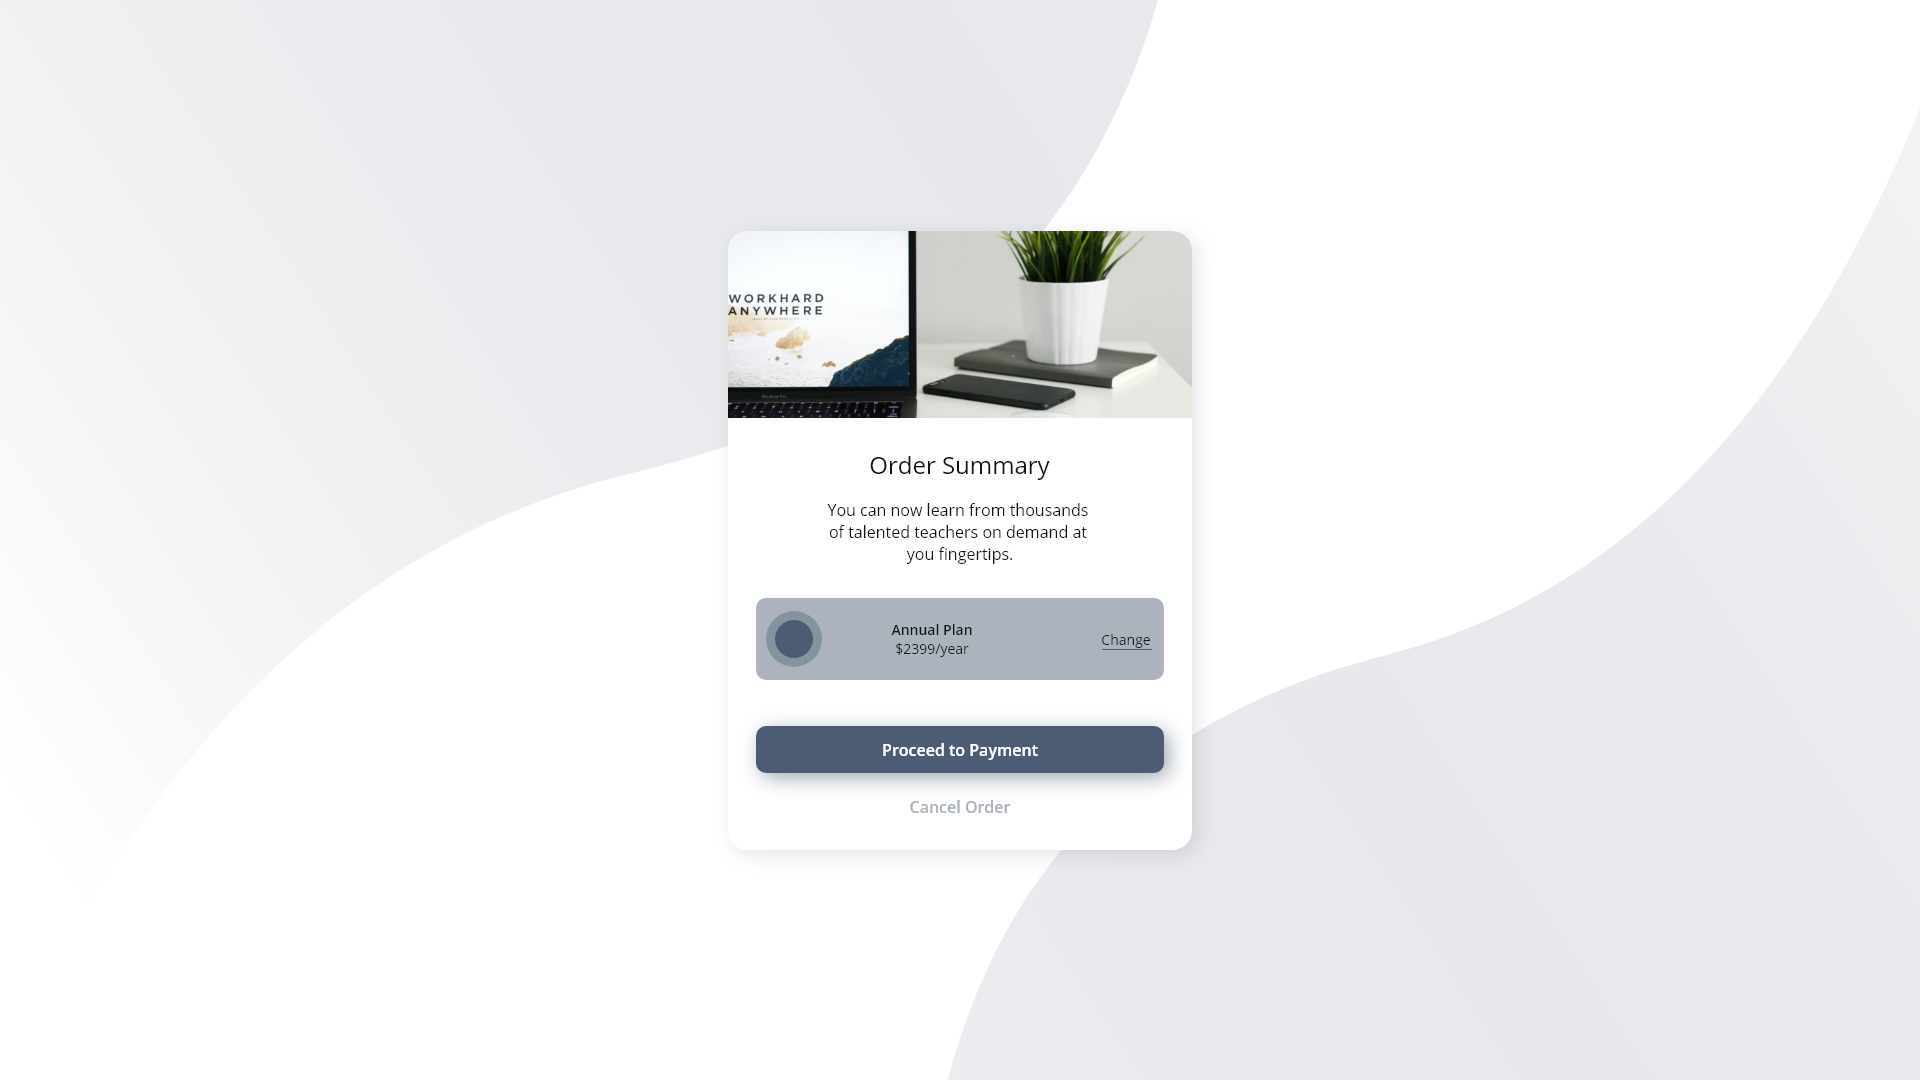 WORKHARD
ANYWHERE
Order Summary
You can now learn from thousands
of talented teachers on demand at
you fingertips.
Annual Plan
$2399/year
Change
Proceed to Payment
Cancel Order